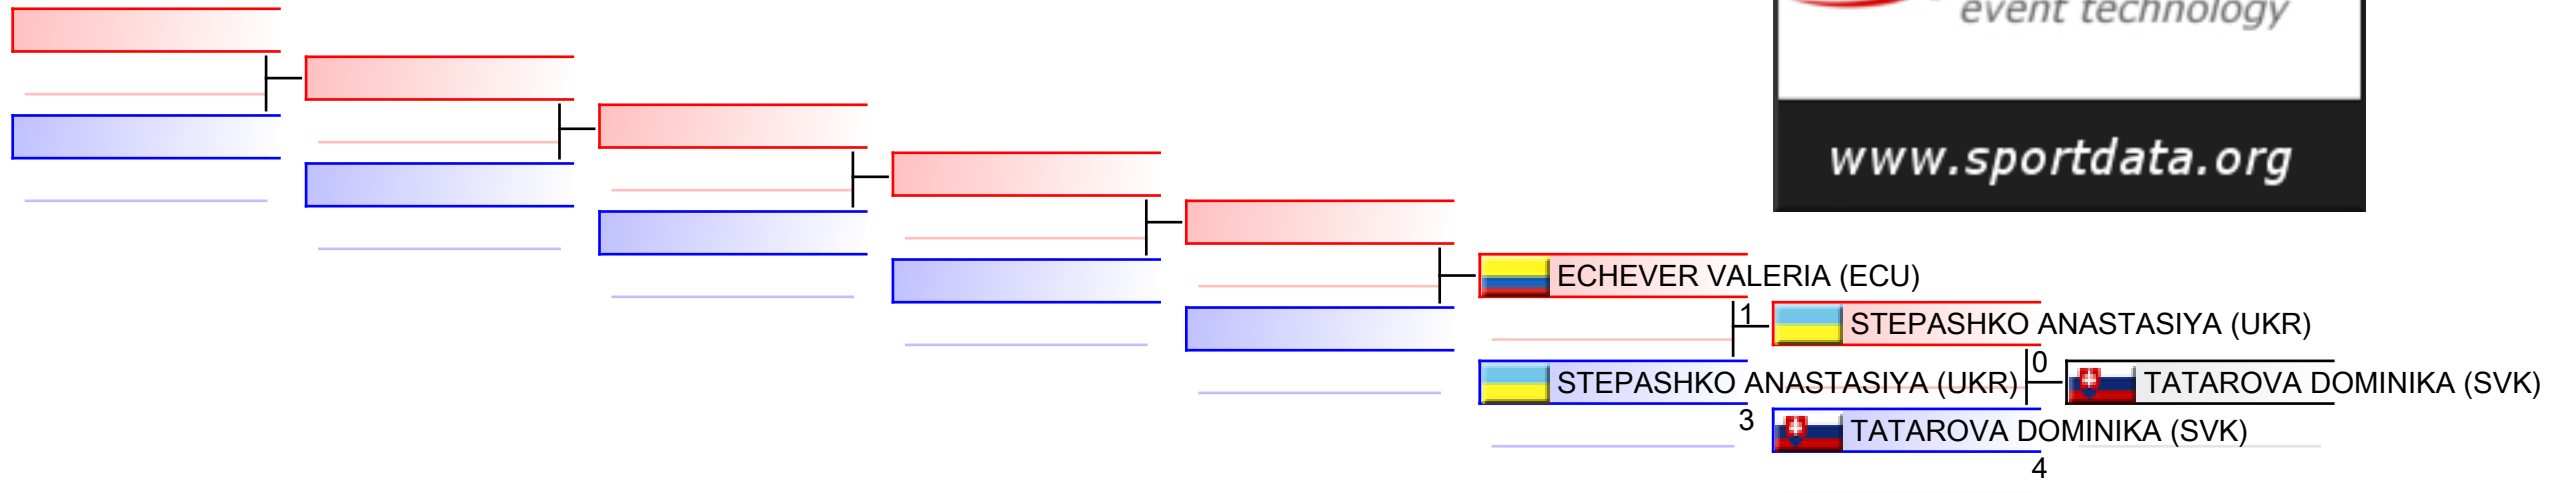 event technology
www.sportdata.org
ECHEVER VALERIA (ECU)
1
STEPASHKO ANASTASIYA (UKR)
0
STEPASHKO ANASTASIYA (UKR)
TATAROVA DOMINIKA (SVK)
3
TATAROVA DOMINIKA (SVK)
4